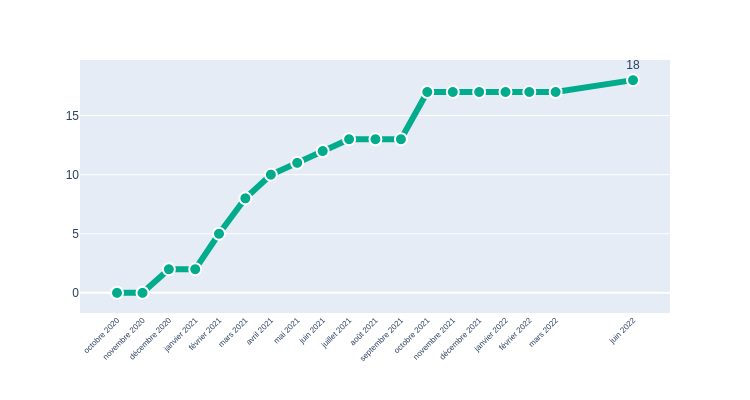 18
15
10
5
0
octobre 2020
novembre 2020
décembre 2020
janvier 2021
février 2021
mars 2021
avril 2021
mai 2021
juin 2021
juillet 2021
août 2021
septembre 2021
octobre 2021
novembre 2021
décembre 2021
janvier 2022
février 2022
mars 2022
juin 2022